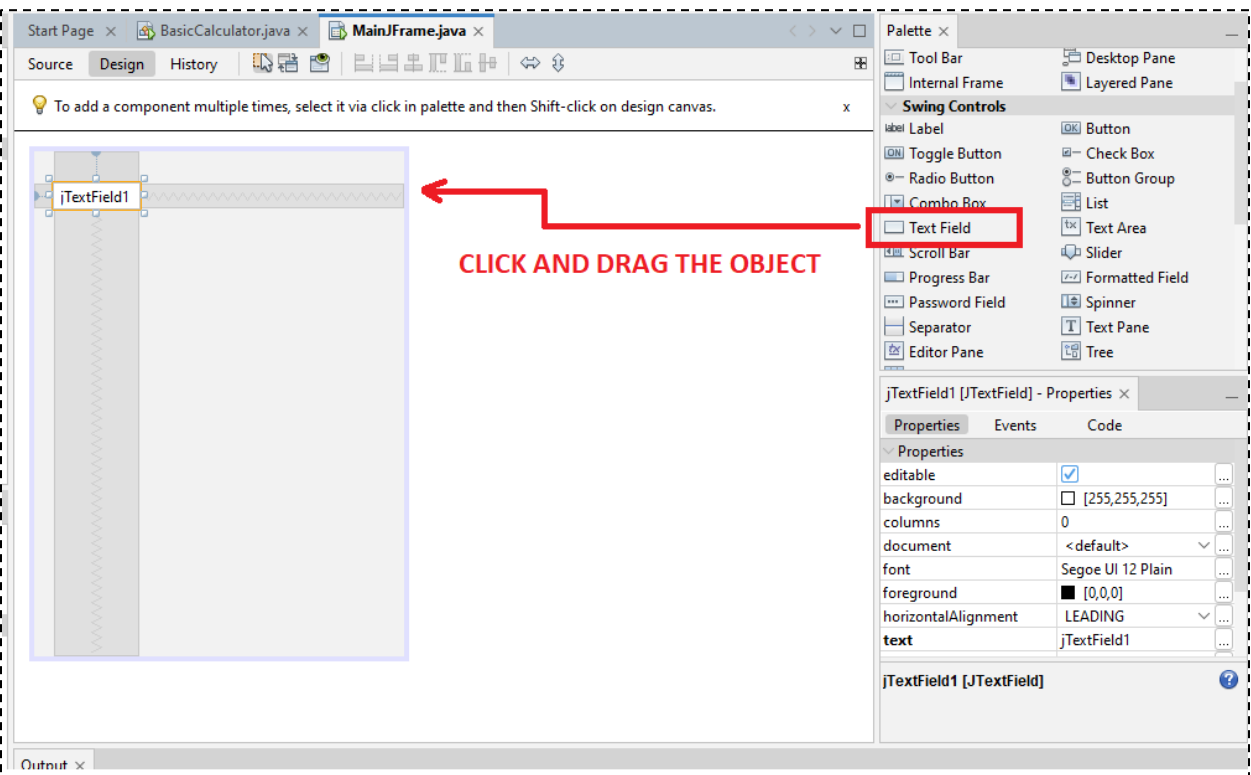 Start Page × BasicCalculator.java × MainJFrame.java ×
Source Design History
To add a component multiple times, select it via click in palette and then Shift-click on design canvas. x
jTextField1
CLICK AND DRAG THE OBJECT
Palette ×
Tool Bar Desktop Pane
Internal Frame Layered Pane
Swing Controls
label Label OK Button
ON Toggle Button Check Box
Radio Button Button Group
Combo Box List
Text Field tx Text Area
Scroll Bar Slider
Progress Bar Formatted Field
Password Field Spinner
Separator T Text Pane
Editor Pane Tree
jTextField1 [JTextField] - Properties ×
Properties Events Code
Properties
editable ...
background [255,255,255] ...
columns 0 ...
document <default> ...
font Segoe UI 12 Plain ...
foreground [0,0,0] ...
horizontalAlignment LEADING ...
text jTextField1 ...
jTextField1 [JTextField] ?
Output ×